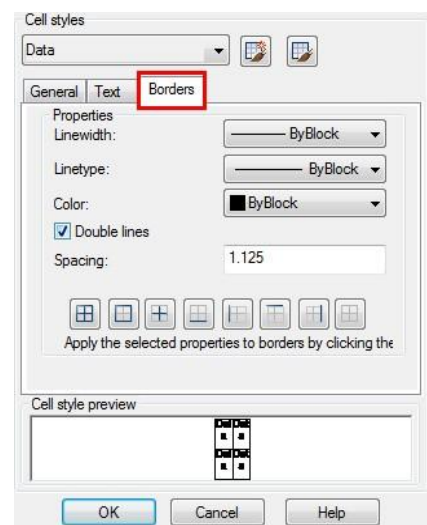 Cell styles
Data
General Text Borders
Properties
Linewidth: ByBlock
Linetype: ByBlock
Color: ByBlock
Double lines
Spacing: 1.125
Apply the selected properties to borders by clicking the
Cell style preview
OK Cancel Help